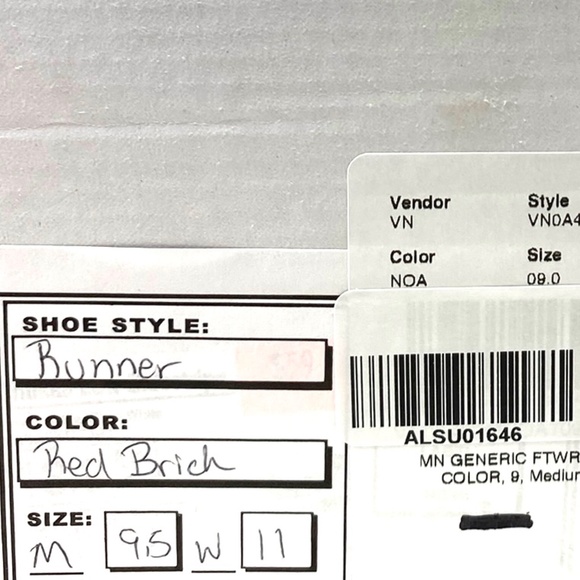 Vendor Style
VN VN0A4
Color Size
NOA 09.0
SHOE STYLE:
Runner
COLOR:
Red Brich
SIZE:
M 9.5 W 11
ALSU01646
MN GENERIC FTWR
COLOR, 9, Medium